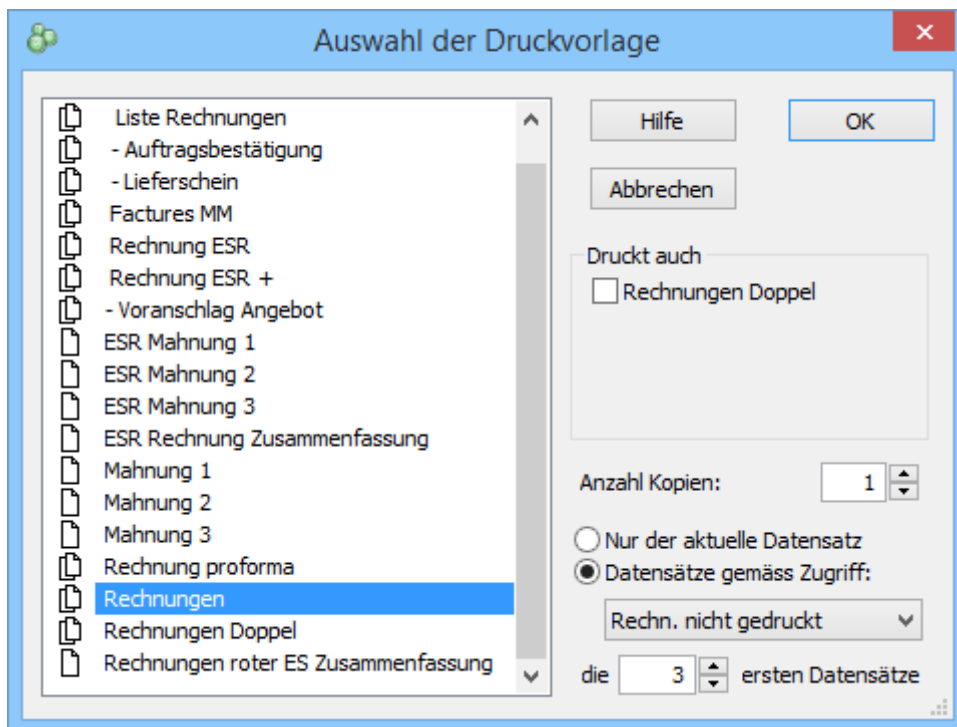 Auswahl der Druckvorlage
Liste Rechnungen
- Auftragsbestätigung
- Lieferschein
Factures MM
Rechnung ESR
Rechnung ESR +
- Voranschlag Angebot
ESR Mahnung 1
ESR Mahnung 2
ESR Mahnung 3
ESR Rechnung Zusammenfassung
Mahnung 1
Mahnung 2
Mahnung 3
Rechnung proforma
Rechnungen
Rechnungen Doppel
Rechnungen roter ES Zusammenfassung
Hilfe
OK
Abbrechen
Druckt auch
Rechnungen Doppel
Anzahl Kopien: 1
Nur der aktuelle Datensatz
Datensätze gemäss Zugriff:
Rechn. nicht gedruckt
die 3 ersten Datensätze